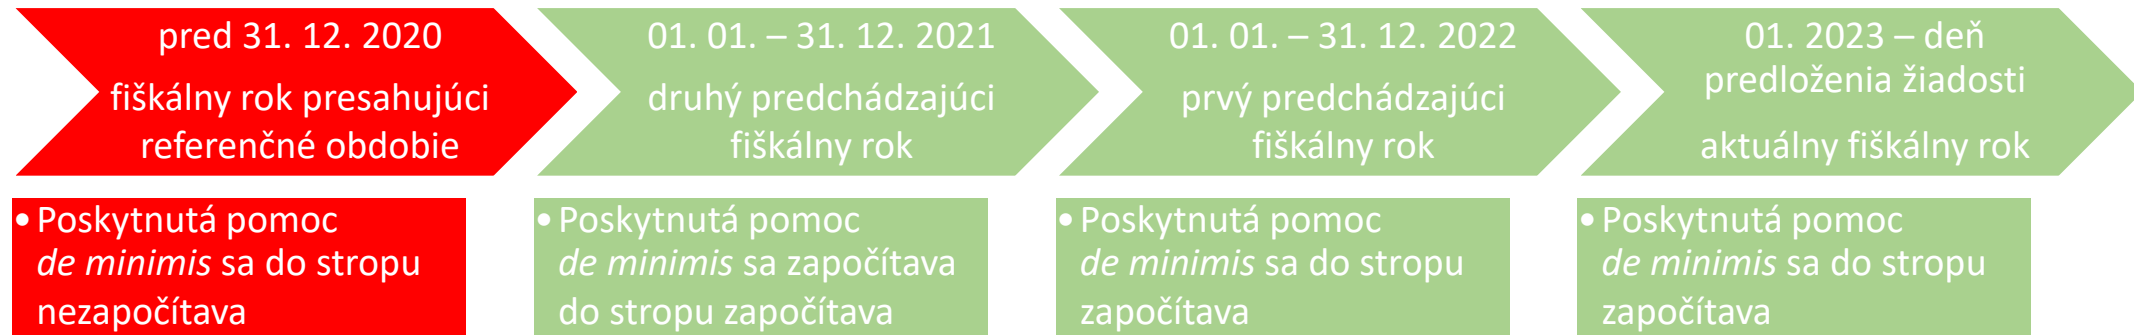 pred 31. 12. 2020
fiškálny rok presahujúci
referenčné obdobie
• Poskytnutá pomoc
de minimis sa do stropu
nezapočítava
01. 01. – 31. 12. 2021
druhý predchádzajúci
fiškálny rok
• Poskytnutá pomoc
de minimis sa započítava
do stropu započítava
01. 01. – 31. 12. 2022
prvý predchádzajúci
fiškálny rok
• Poskytnutá pomoc
de minimis sa do stropu
započítava
01. 2023 – deň
predloženia žiadosti
aktuálny fiškálny rok
• Poskytnutá pomoc
de minimis sa do stropu
započítava